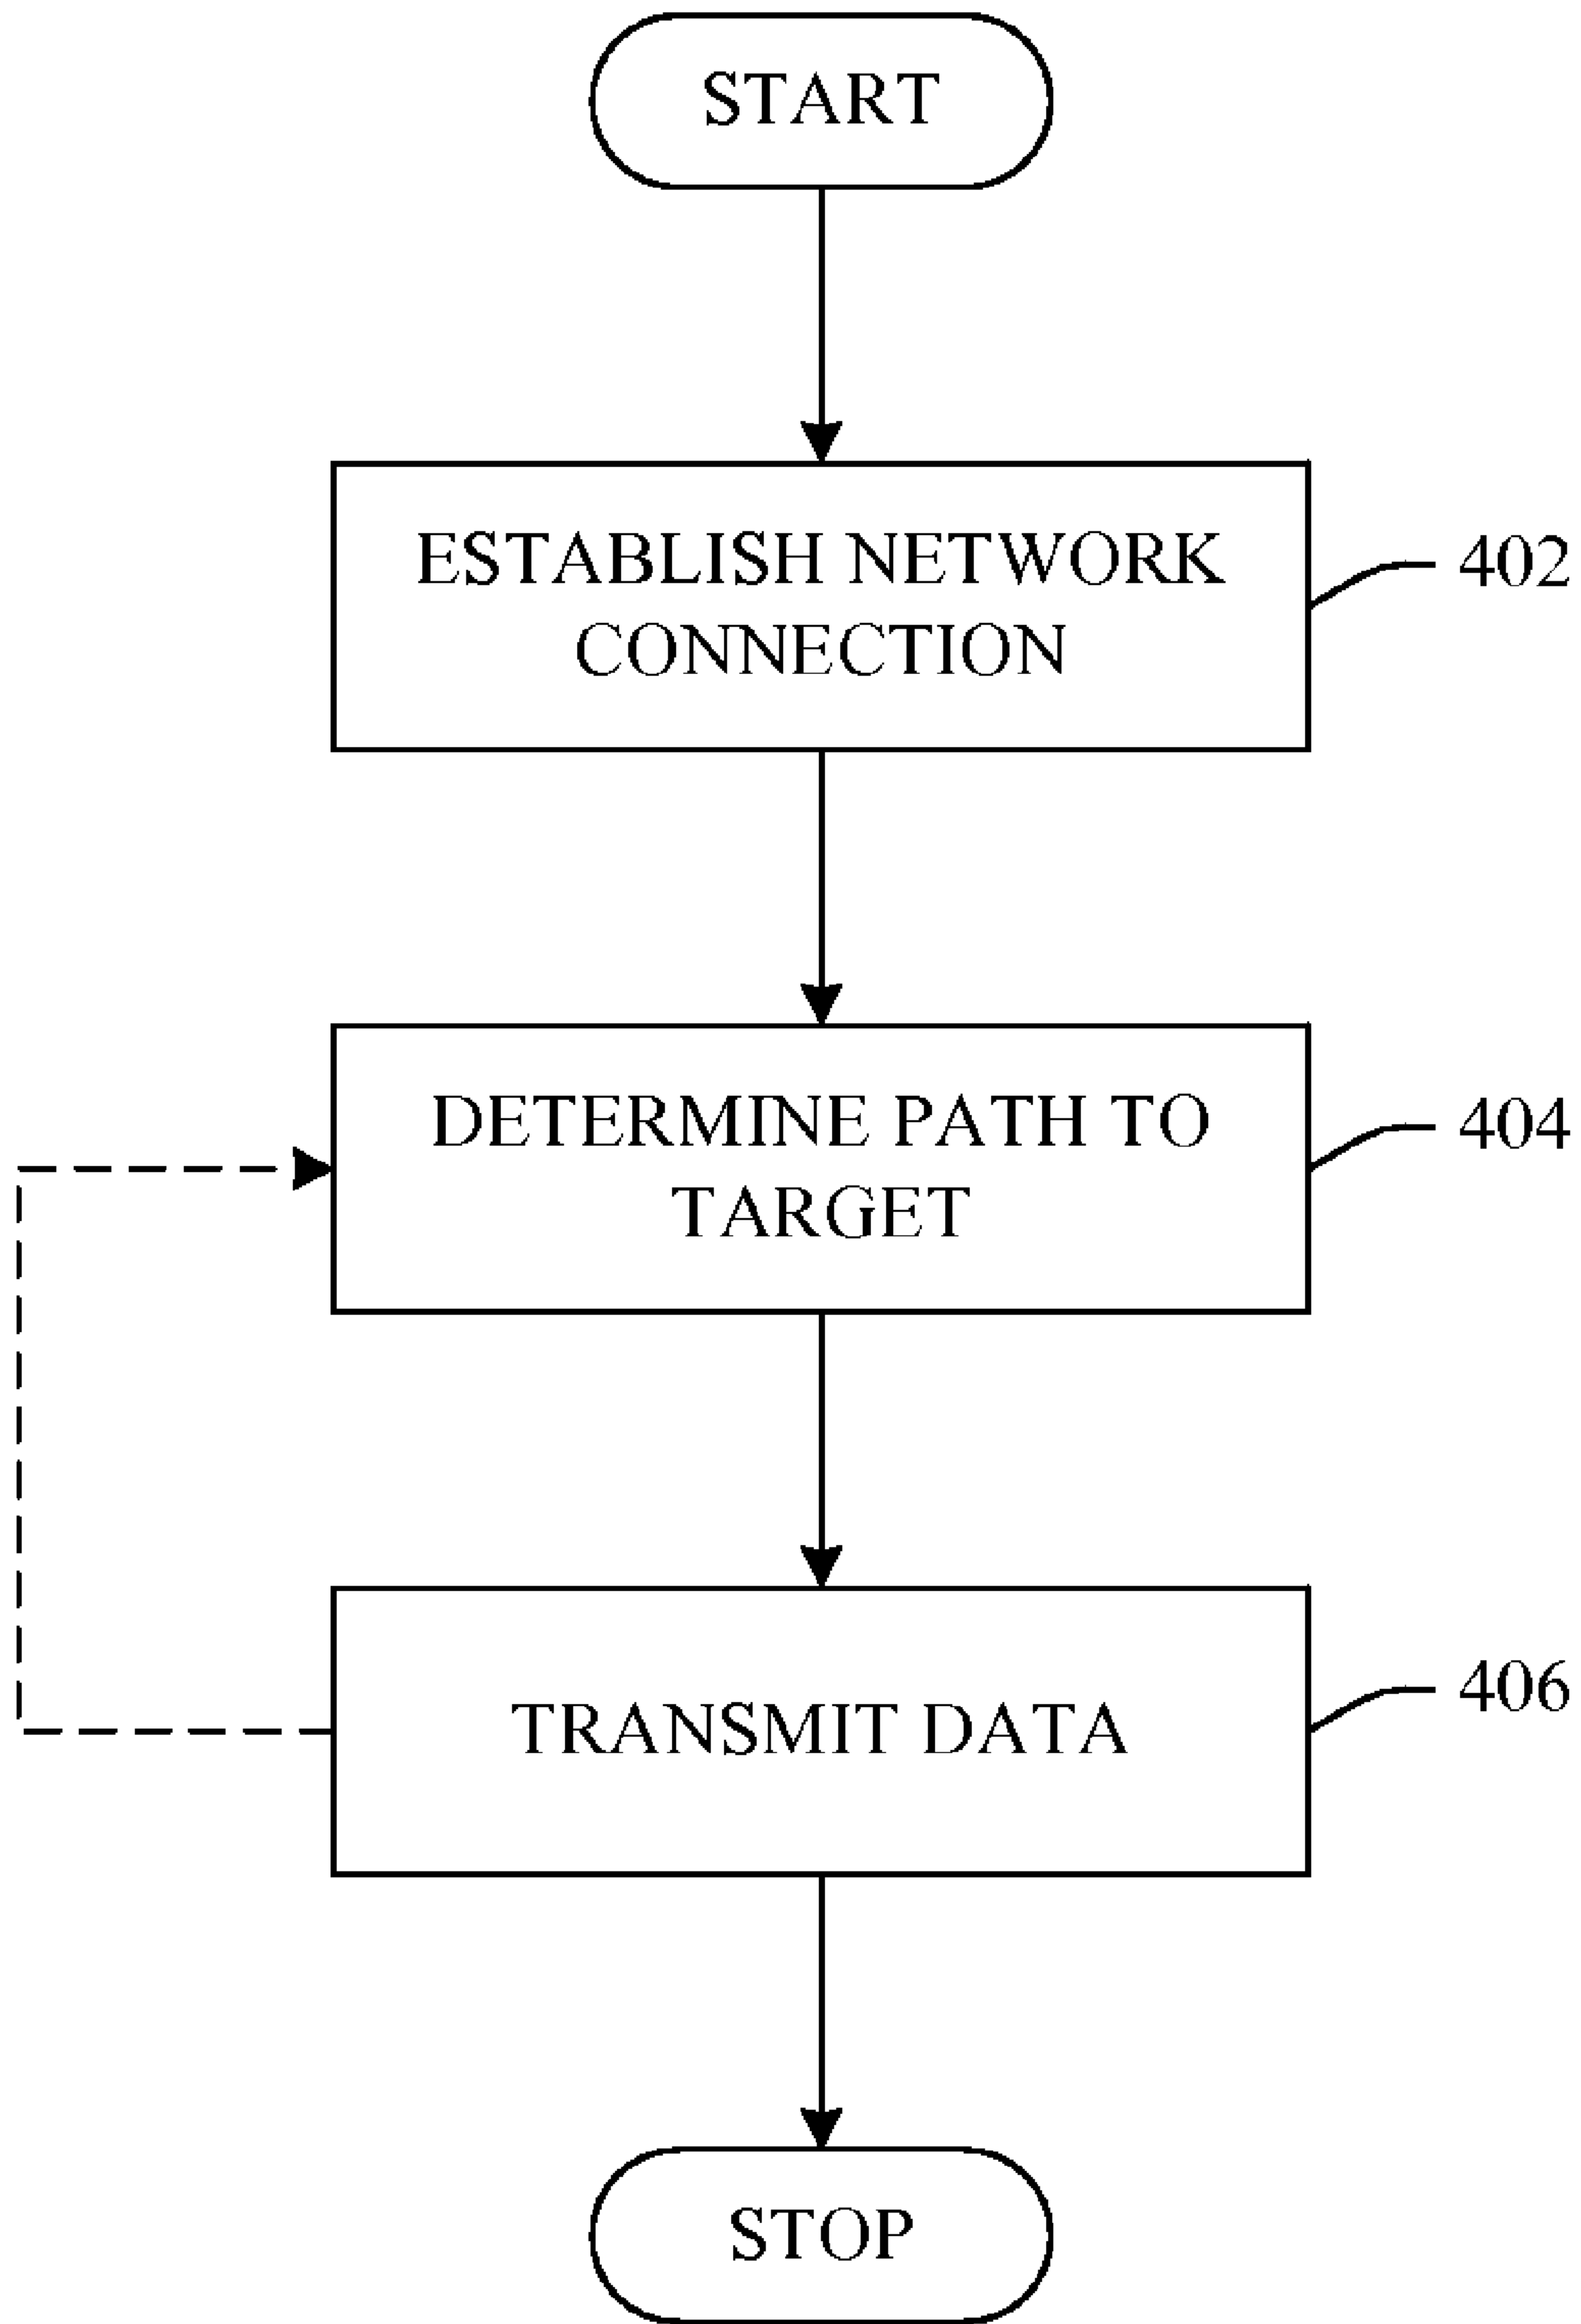 START
ESTABLISH NETWORK
CONNECTION
402
DETERMINE PATH TO
TARGET
404
TRANSMIT DATA
406
STOP